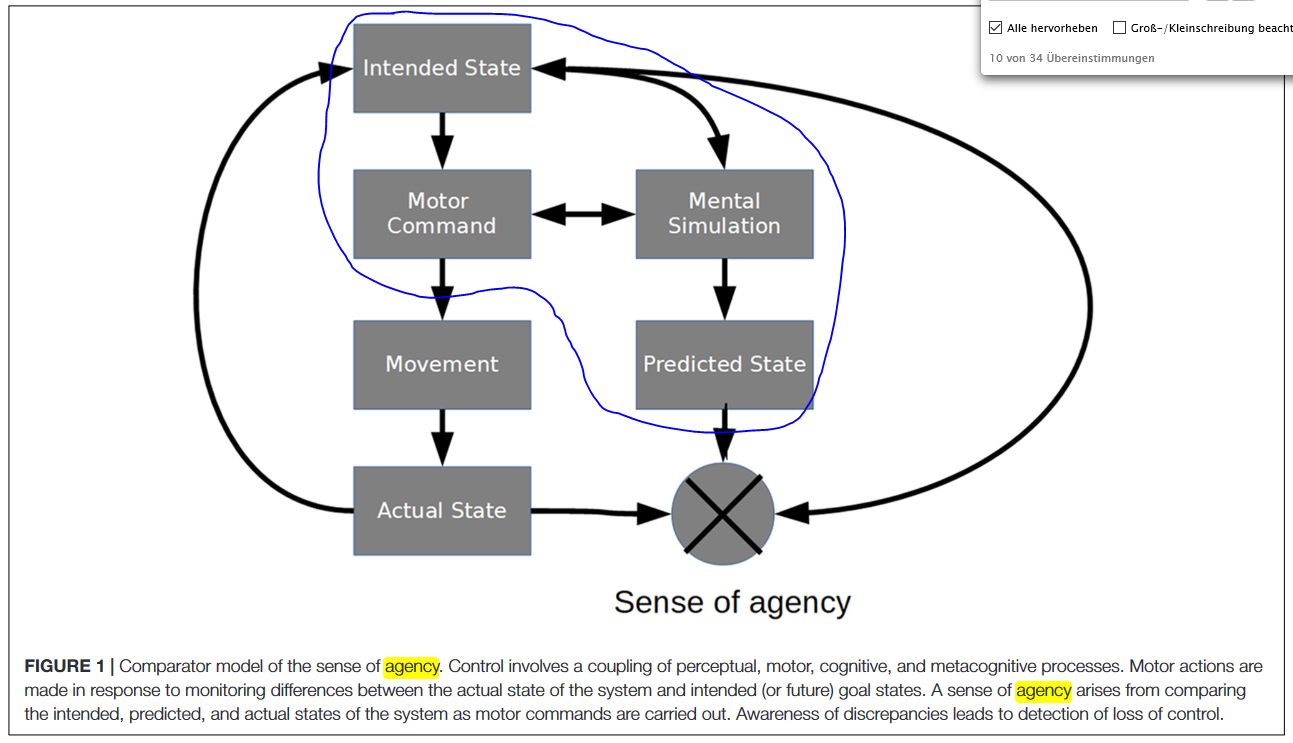 Alle hervorheben Groß-/Kleinschreibung beacht
10 von 34 Übereinstimmungen
Intended State
Motor
Command
Mental
Simulation
Movement
Predicted State
Actual State
Sense of agency
FIGURE 1 | Comparator model of the sense of agency. Control involves a coupling of perceptual, motor, cognitive, and metacognitive processes. Motor actions are
made in response to monitoring differences between the actual state of the system and intended (or future) goal states. A sense of agency arises from comparing
the intended, predicted, and actual states of the system as motor commands are carried out. Awareness of discrepancies leads to detection of loss of control.